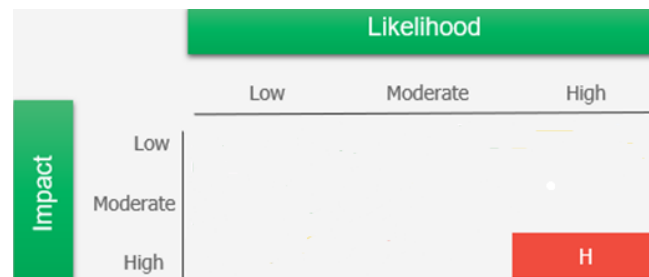 Likelihood
Low Moderate High
Impact
Low
Moderate
High H